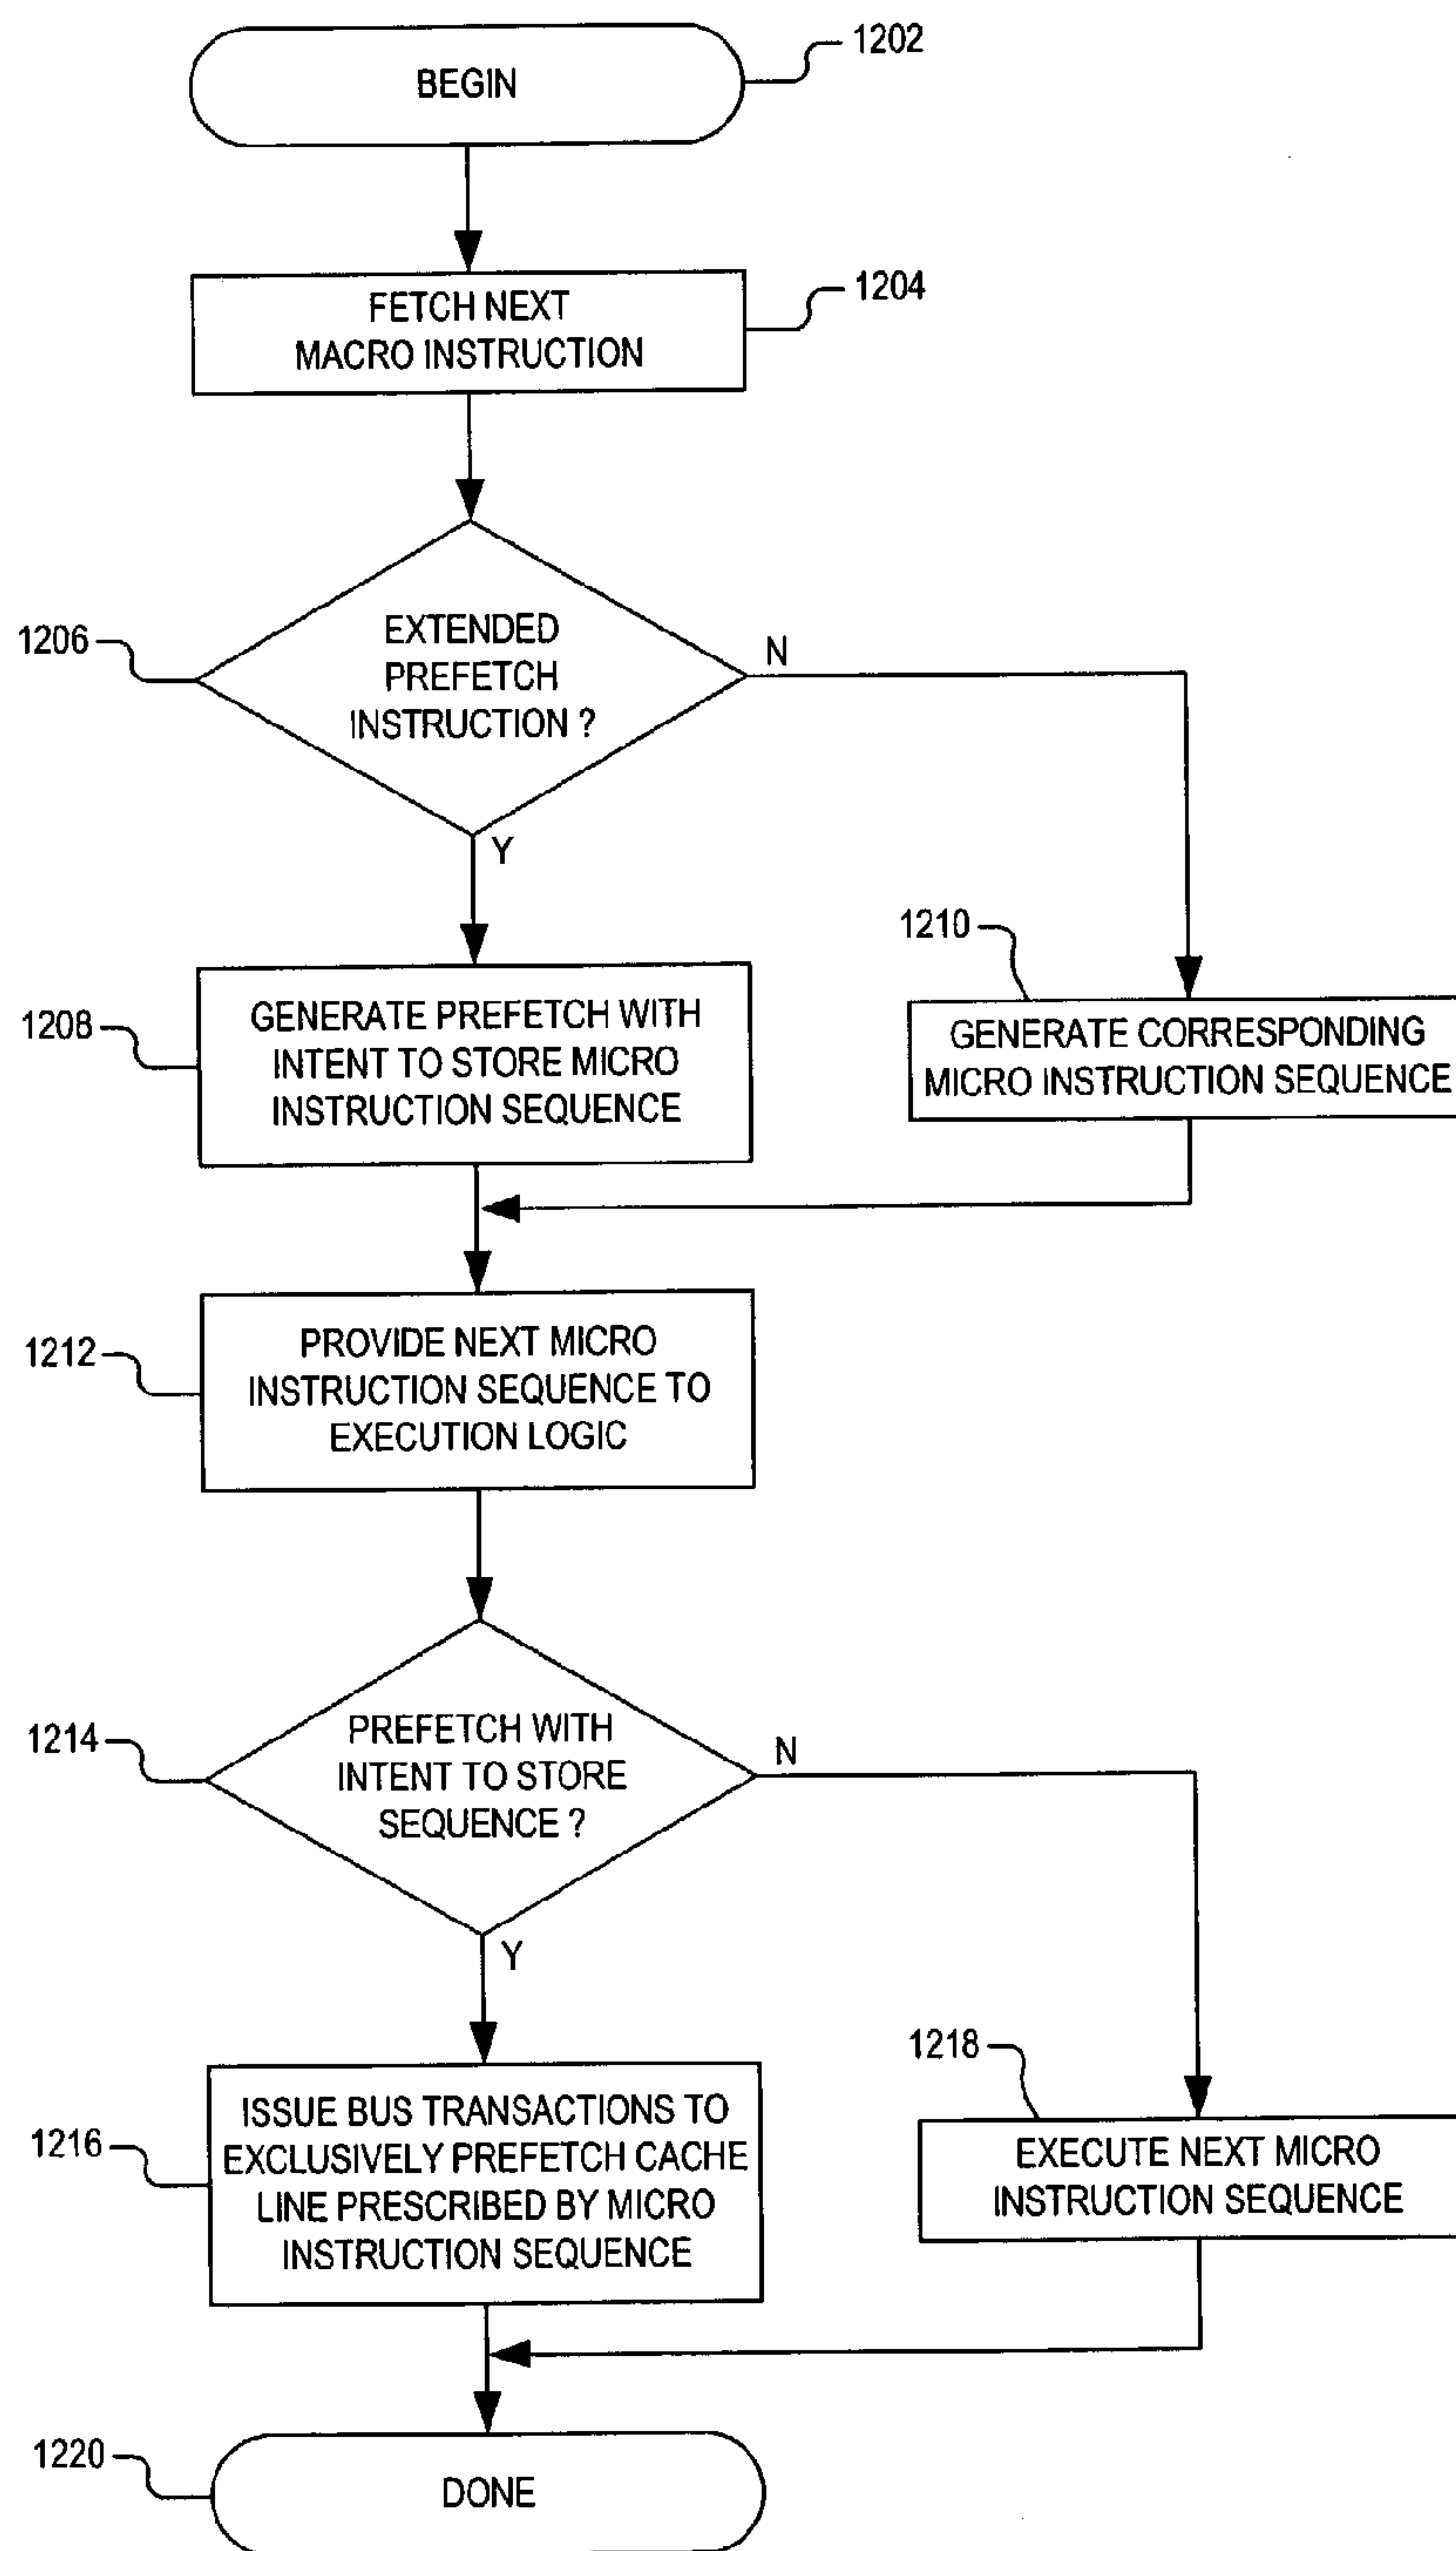 BEGIN
1202
FETCH NEXT
MACRO INSTRUCTION
1204
1206
EXTENDED
PREFETCH
INSTRUCTION ?
N
Y
1208
GENERATE PREFETCH WITH
INTENT TO STORE MICRO
INSTRUCTION SEQUENCE
1210
GENERATE CORRESPONDING
MICRO INSTRUCTION SEQUENCE
1212
PROVIDE NEXT MICRO
INSTRUCTION SEQUENCE TO
EXECUTION LOGIC
1214
PREFETCH WITH
INTENT TO STORE
SEQUENCE ?
N
Y
1216
ISSUE BUS TRANSACTIONS TO
EXCLUSIVELY PREFETCH CACHE
LINE PRESCRIBED BY MICRO
INSTRUCTION SEQUENCE
1218
EXECUTE NEXT MICRO
INSTRUCTION SEQUENCE
1220
DONE